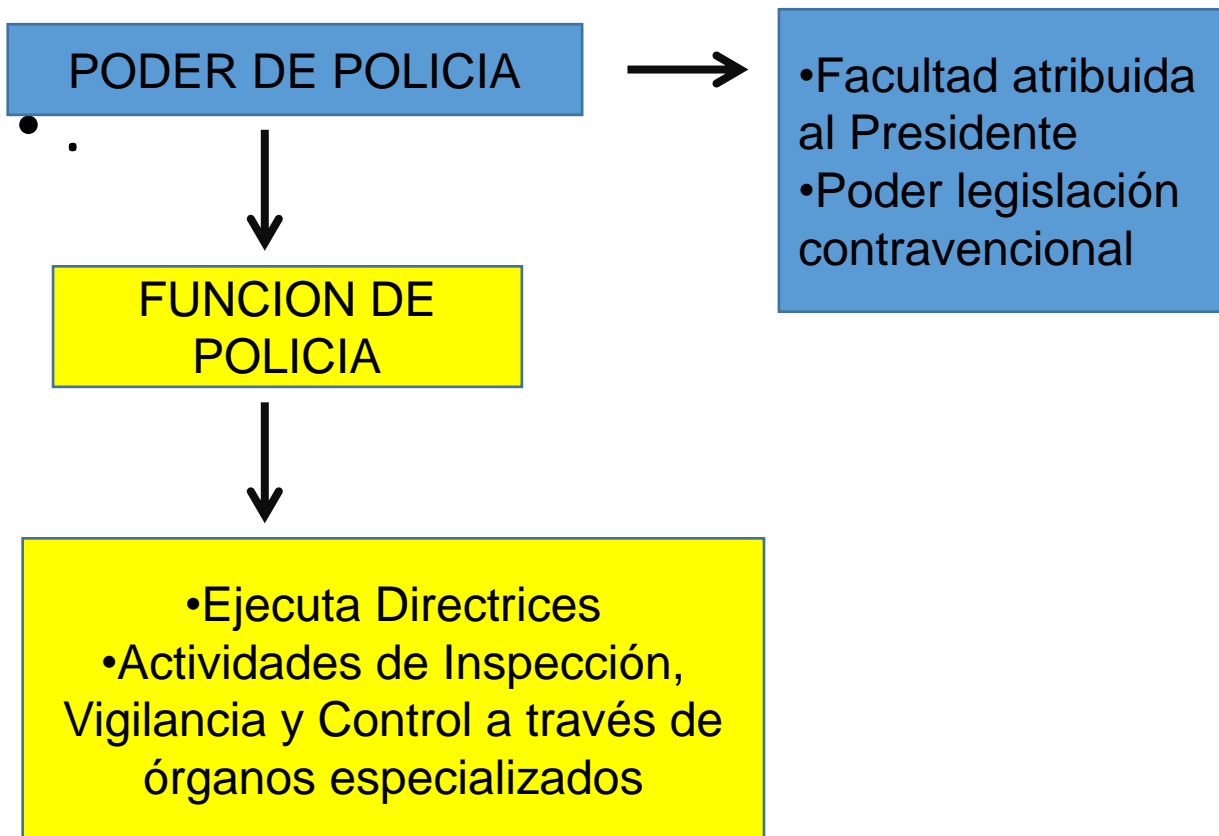 PODER DE POLICIA
•Facultad atribuida
al Presidente
•Poder legislación
contravencional
• .
FUNCION DE
POLICIA
•Ejecuta Directrices
•Actividades de Inspección,
Vigilancia y Control a través de
órganos especializados